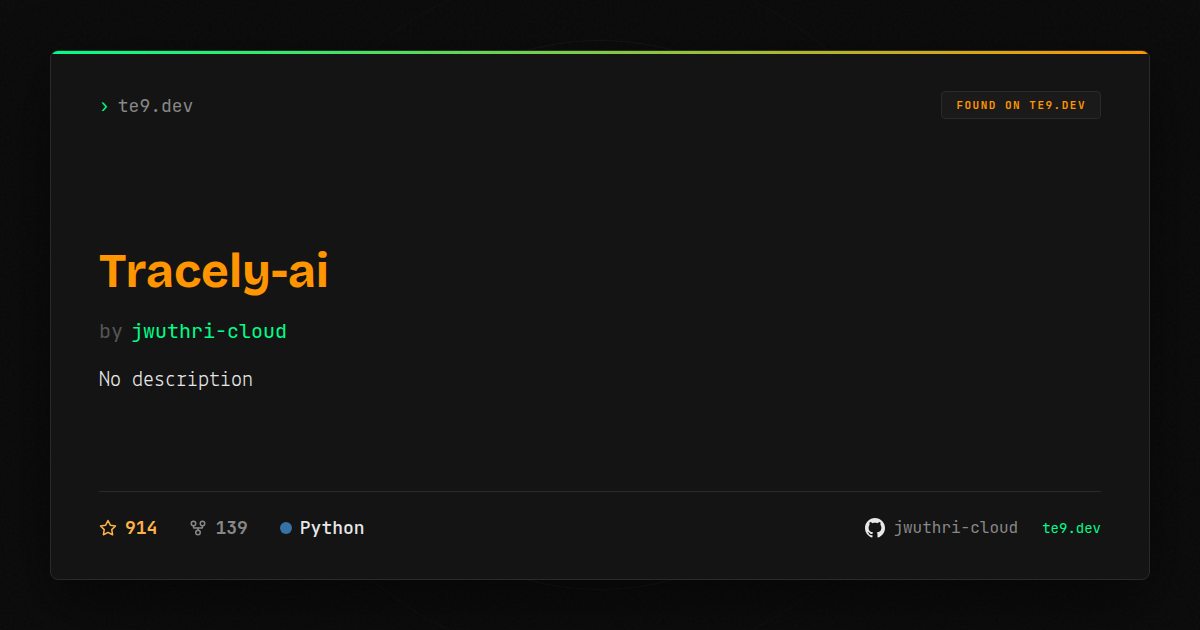 › te9.dev
FOUND ON TE9.DEV
Tracely-ai
by jwuthri-cloud
No description
914 139 Python
jwuthri-cloud te9.dev